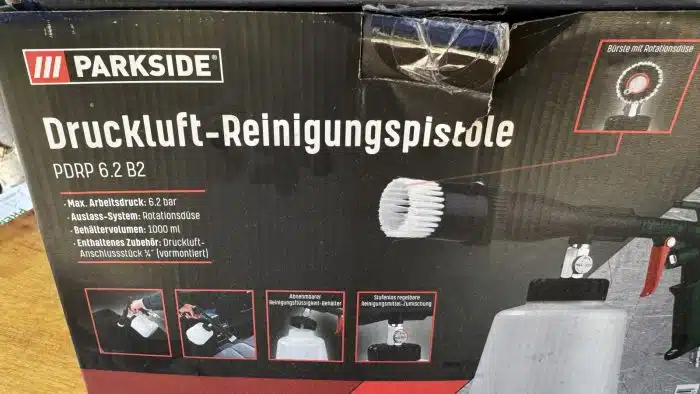 PARKSIDE®
Bürste mit Rotationsdüse
Druckluft-Reinigungspistole
PDRP 6.2 B2
· Max. Arbeitsdruck: 6.2 bar
· Auslass-System: Rotationsdüse
· Behältervolumen: 1000 ml
· Enthaltenes Zubehör: Druckluft-
Anschlussstück ¼" (vormontiert)
Abnehmbarer
Reinigungsflüssigkeit-Behälter
Stufenlos regelbare
Reinigungsmittel-Zumischung